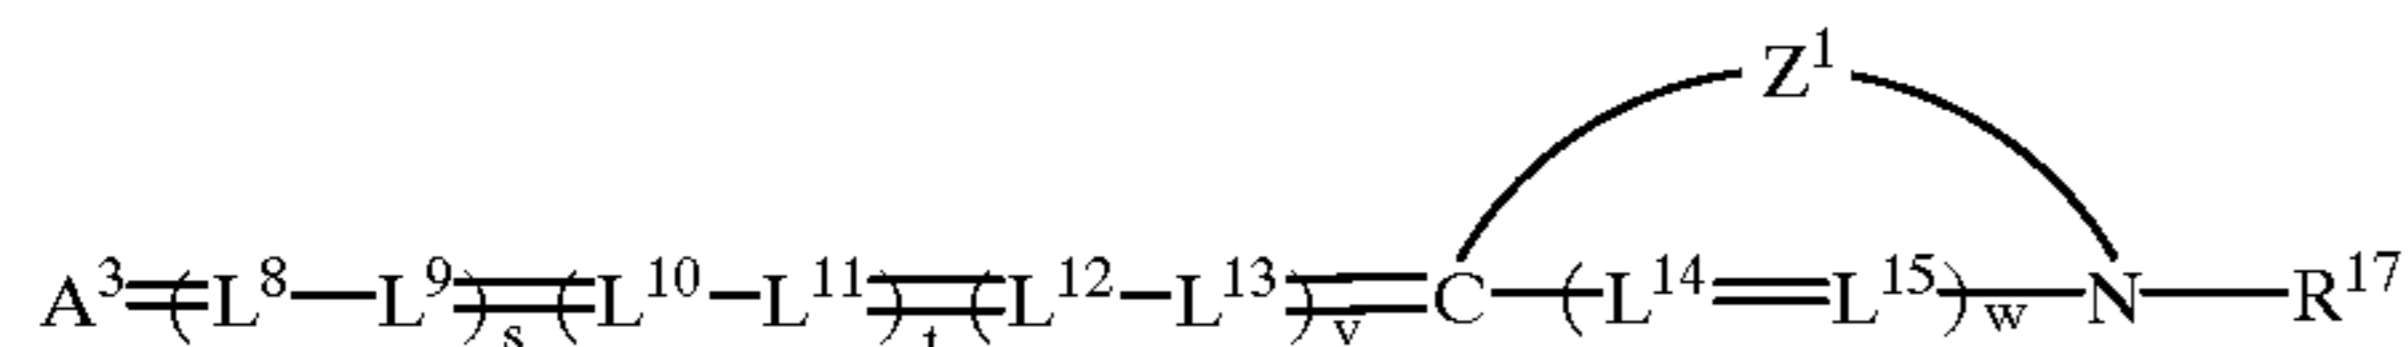 Z¹
A³=(L⁸—L⁹)ₛ=(L¹⁰—L¹¹)ₜ=(L¹²—L¹³)ᵥ=C—(L¹⁴=L¹⁵)w—N—R¹⁷